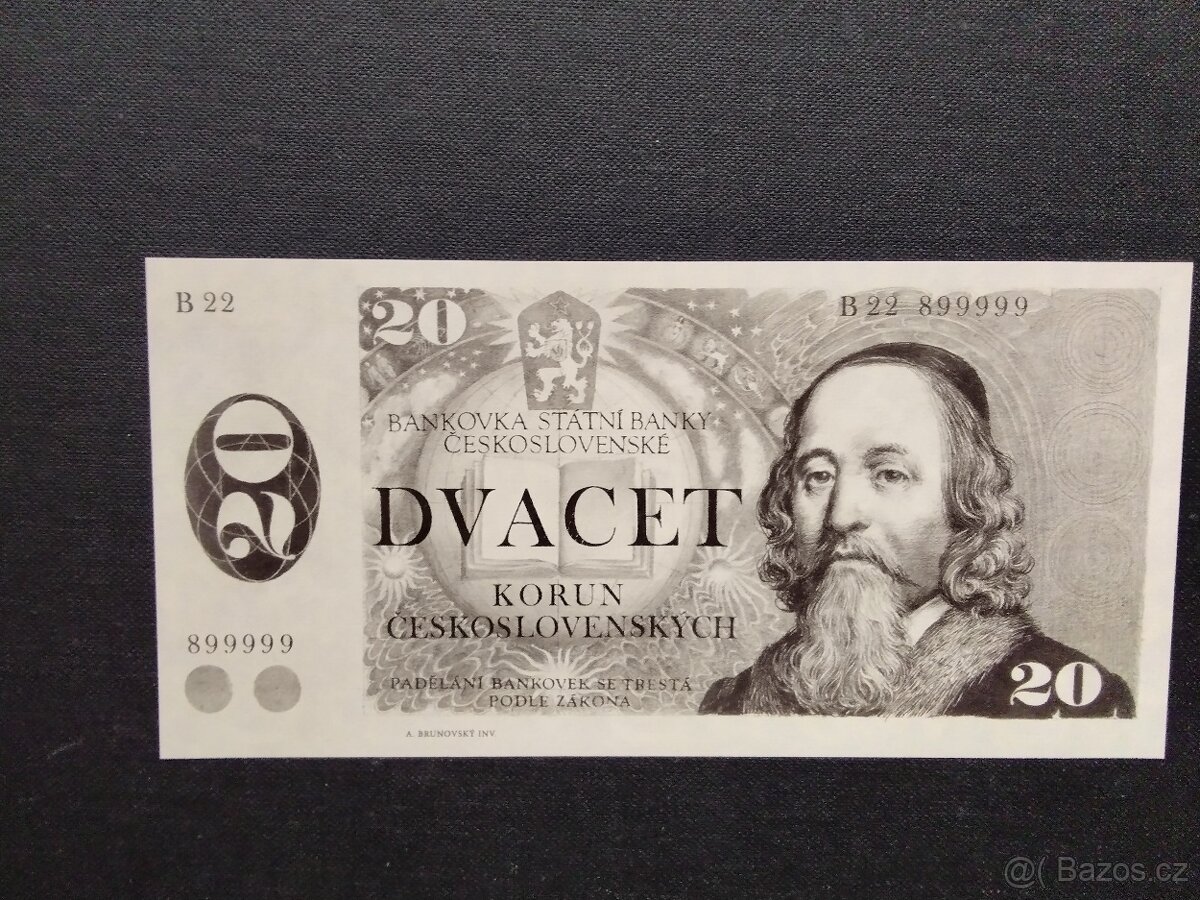 B 22
20
B 22 899999
BANKOVKA STÁTNÍ BANKY
ČESKOSLOVENSKÉ
20
DVACET
KORUN
ČESKOSLOVENSKÝCH
899999
20
PADĚLÁNÍ BANKOVEK SE TRESTÁ
PODLE ZÁKONA
A. BRUNOVSKÝ INV.
@( Bazos.cz